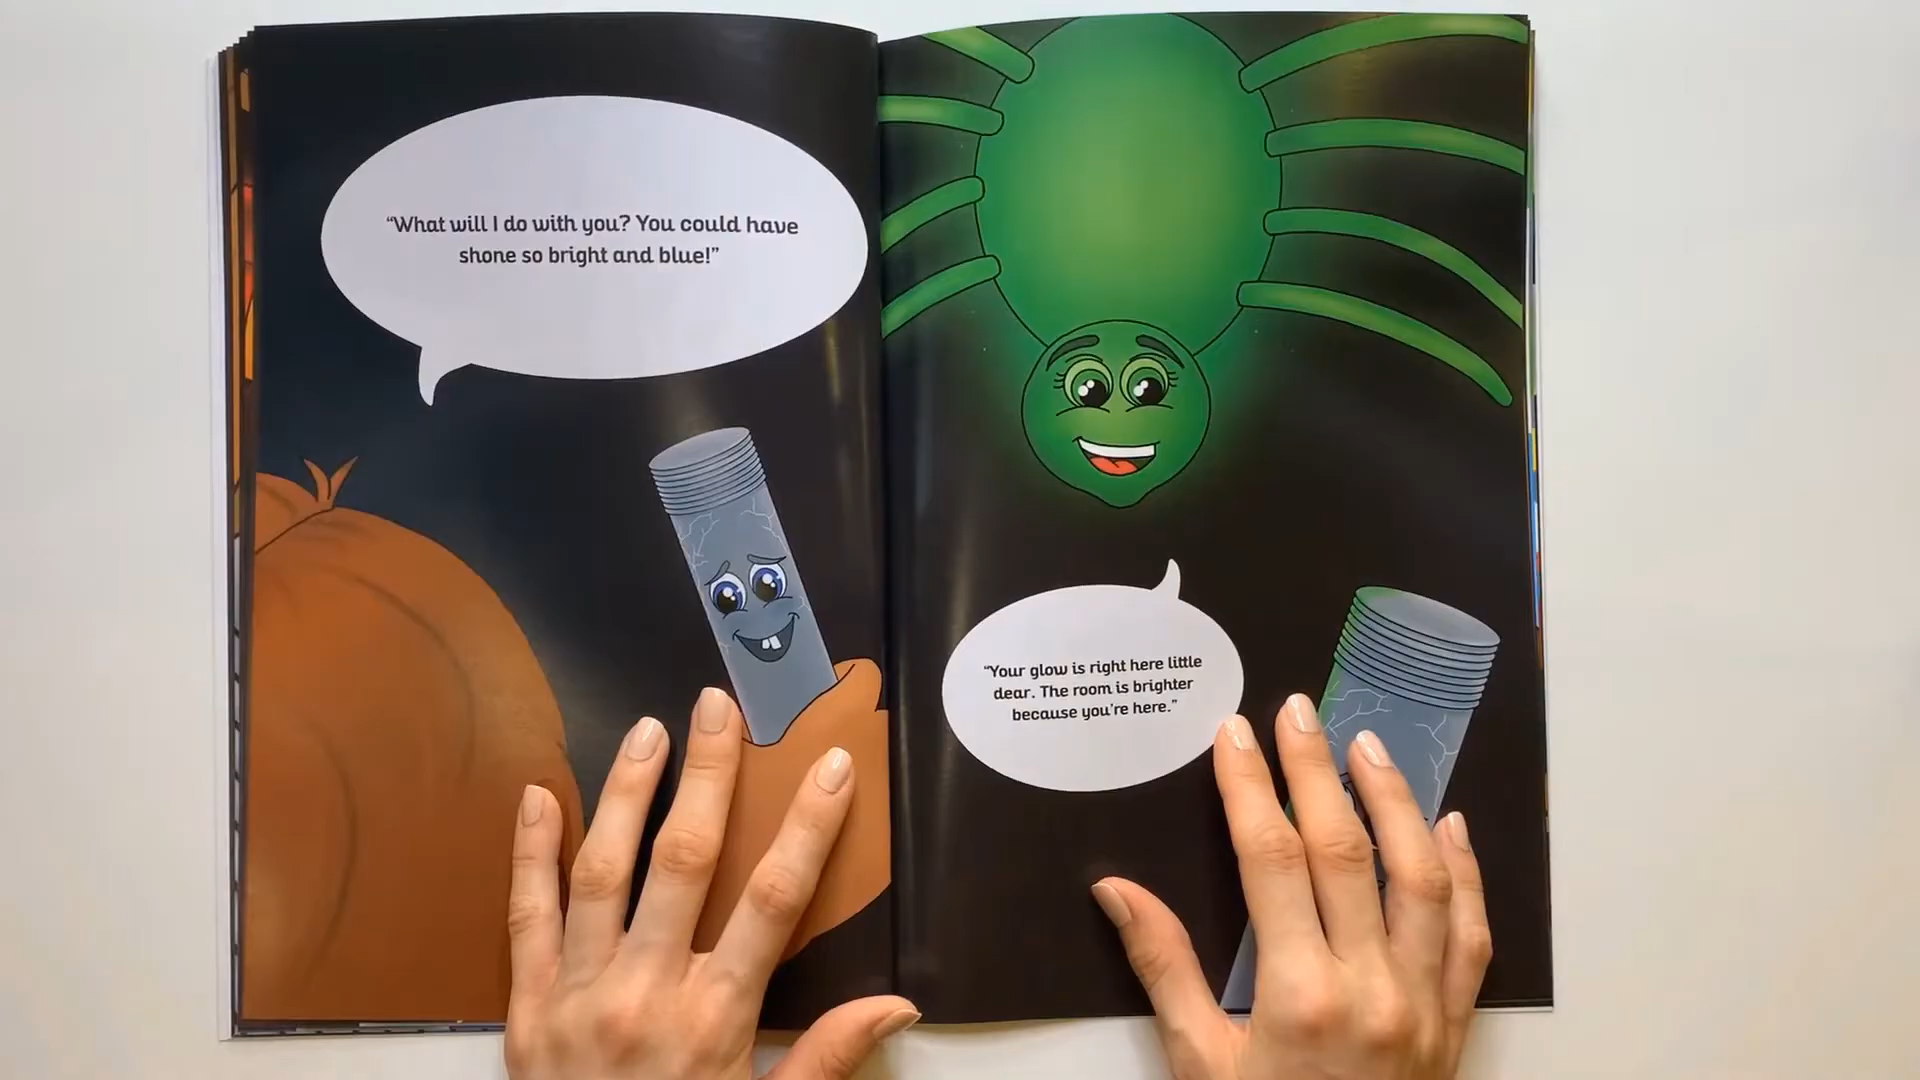 “What will I do with you? You could have
shone so bright and blue!”
“Your glow is right here little
dear. The room is brighter
because you’re here.”